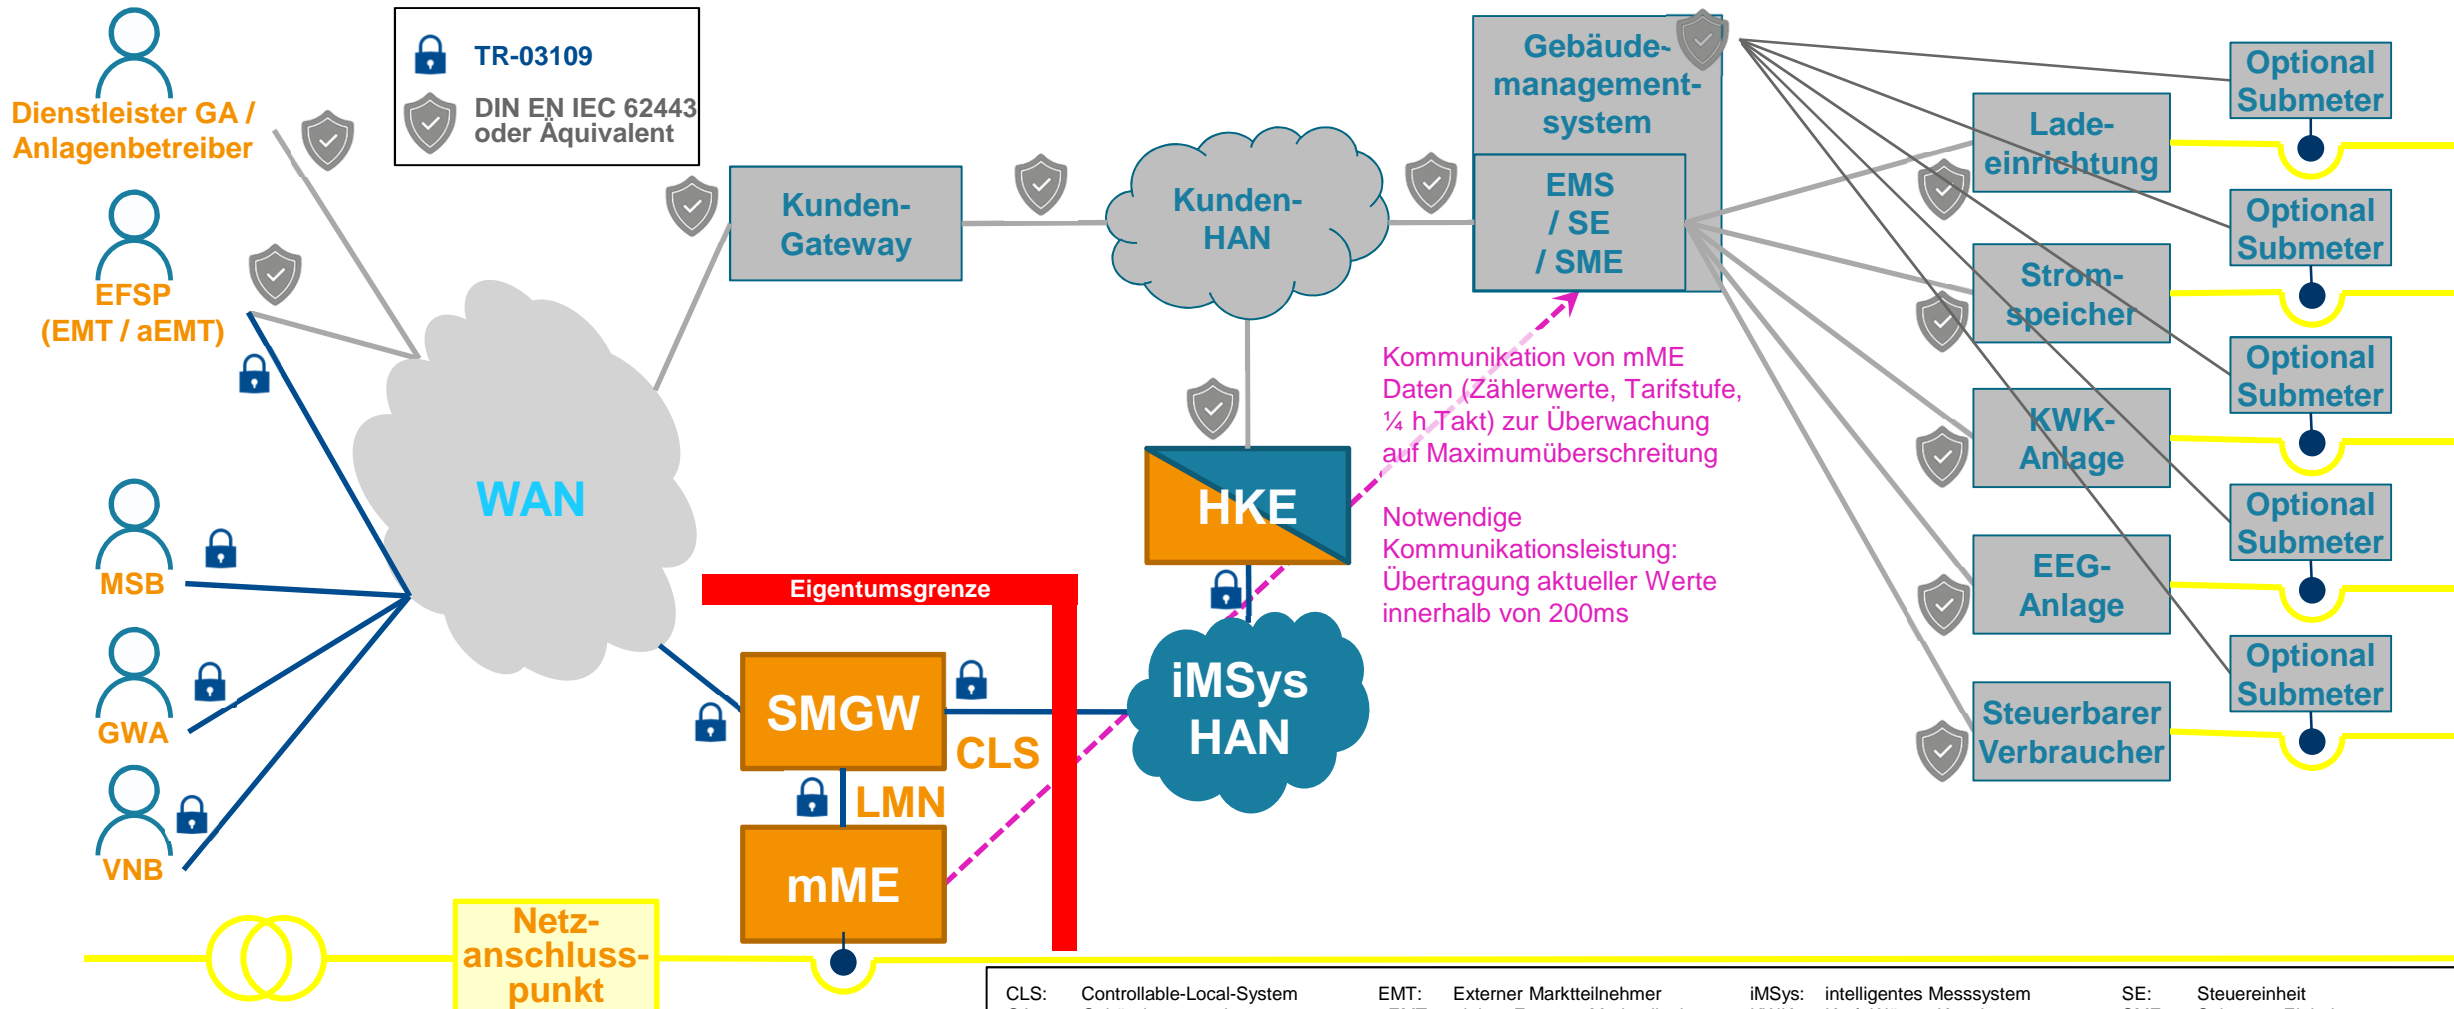 TR-03109
DIN EN IEC 62443
oder Äquivalent
Dienstleister GA /
Anlagenbetreiber
EFSP
(EMT / aEMT)
MSB
GWA
VNB
WAN
Kunden-
Gateway
Kunden-
HAN
Gebäude-
management-
system
EMS
/ SE
/ SME
Kommunikation von mME
Daten (Zählerwerte, Tarifstufe,
¼ h Takt) zur Überwachung
auf Maximumüberschreitung
Notwendige
Kommunikationsleistung:
Übertragung aktueller Werte
innerhalb von 200ms
HKE
Eigentumsgrenze
SMGW
CLS
LMN
mME
iMSys
HAN
Netz-
anschluss-
punkt
Lade-
einrichtung
Strom-
speicher
KWK-
Anlage
EEG-
Anlage
Steuerbarer
Verbraucher
Optional
Submeter
Optional
Submeter
Optional
Submeter
Optional
Submeter
Optional
Submeter
CLS: Controllable-Local-System EMT: Externer Marktteilnehmer iMSys: intelligentes Messsystem SE: Steuereinheit